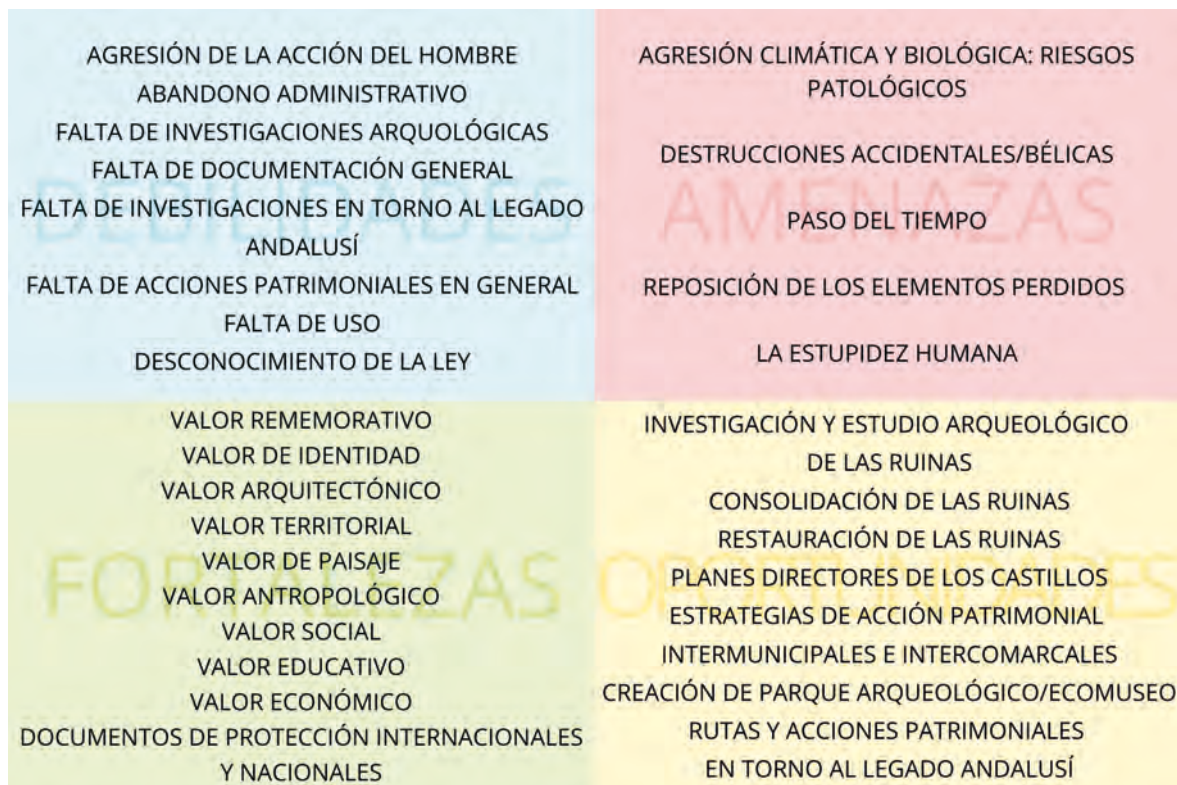 DEBILIDADES
AGRESIÓN DE LA ACCIÓN DEL HOMBRE
ABANDONO ADMINISTRATIVO
FALTA DE INVESTIGACIONES ARQUOLÓGICAS
FALTA DE DOCUMENTACIÓN GENERAL
FALTA DE INVESTIGACIONES EN TORNO AL LEGADO
ANDALUSÍ
FALTA DE ACCIONES PATRIMONIALES EN GENERAL
FALTA DE USO
DESCONOCIMIENTO DE LA LEY
AMENAZAS
AGRESIÓN CLIMÁTICA Y BIOLÓGICA: RIESGOS
PATOLÓGICOS
DESTRUCCIONES ACCIDENTALES/BÉLICAS
PASO DEL TIEMPO
REPOSICIÓN DE LOS ELEMENTOS PERDIDOS
LA ESTUPIDEZ HUMANA
FORTALEZAS
VALOR REMEMORATIVO
VALOR DE IDENTIDAD
VALOR ARQUITECTÓNICO
VALOR TERRITORIAL
VALOR DE PAISAJE
VALOR ANTROPOLÓGICO
VALOR SOCIAL
VALOR EDUCATIVO
VALOR ECONÓMICO
DOCUMENTOS DE PROTECCIÓN INTERNACIONALES
Y NACIONALES
OPORTUNIDADES
INVESTIGACIÓN Y ESTUDIO ARQUEOLÓGICO
DE LAS RUINAS
CONSOLIDACIÓN DE LAS RUINAS
RESTAURACIÓN DE LAS RUINAS
PLANES DIRECTORES DE LOS CASTILLOS
ESTRATEGIAS DE ACCIÓN PATRIMONIAL
INTERMUNICIPALES E INTERCOMARCALES
CREACIÓN DE PARQUE ARQUEOLÓGICO/ECOMUSEO
RUTAS Y ACCIONES PATRIMONIALES
EN TORNO AL LEGADO ANDALUSÍ